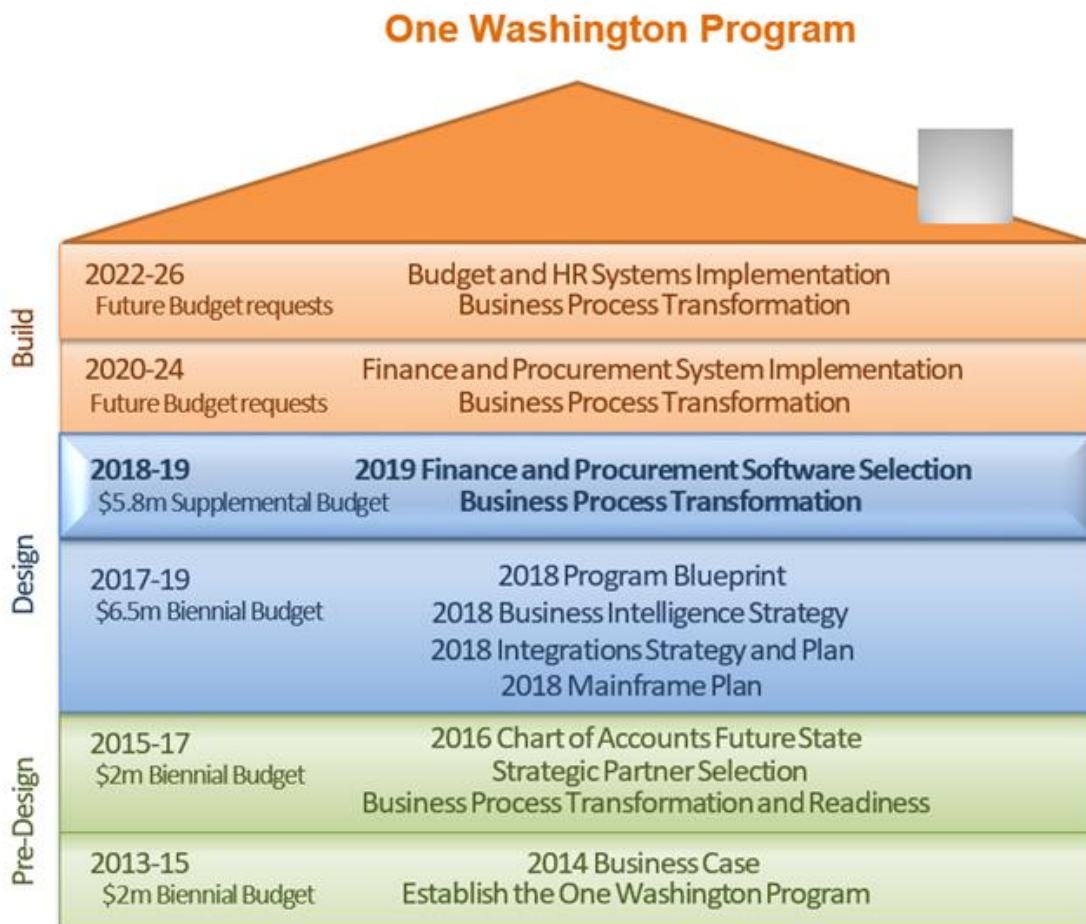 One Washington Program
Build
2022-26
Future Budget requests
Budget and HR Systems Implementation
Business Process Transformation
2020-24
Future Budget requests
Finance and Procurement System Implementation
Business Process Transformation
Design
2018-19
$5.8m Supplemental Budget
2019 Finance and Procurement Software Selection
Business Process Transformation
2017-19
$6.5m Biennial Budget
2018 Program Blueprint
2018 Business Intelligence Strategy
2018 Integrations Strategy and Plan
2018 Mainframe Plan
Pre-Design
2015-17
$2m Biennial Budget
2016 Chart of Accounts Future State
Strategic Partner Selection
Business Process Transformation and Readiness
2013-15
$2m Biennial Budget
2014 Business Case
Establish the One Washington Program